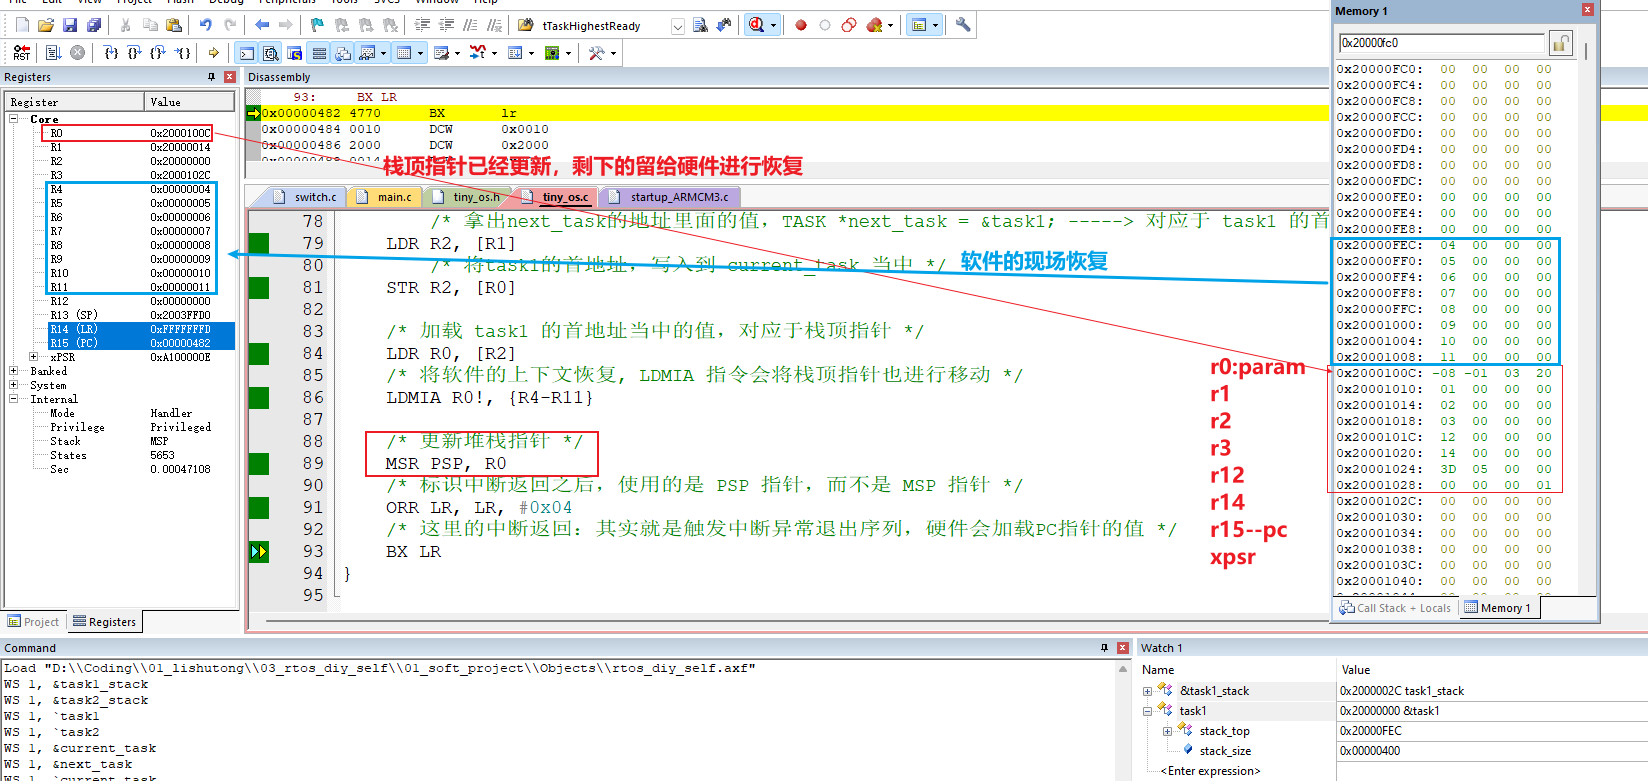 File Edit View Project Flash Debug Peripherals Tools SVCS Window Help
tTaskHighestReady
Registers
Register Value
Core
R0 0x2000100C
R1 0x20000014
R2 0x20000000
R3 0x2000102C
R4 0x00000004
R5 0x00000005
R6 0x00000006
R7 0x00000007
R8 0x00000008
R9 0x00000009
R10 0x00000010
R11 0x00000011
R12 0x00000000
R13 (SP) 0x2003FFD0
R14 (LR) 0xFFFFFFFD
R15 (PC) 0x00000482
xPSR 0xA100000E
Banked
System
Internal
Mode Handler
Privilege Privileged
Stack MSP
States 5653
Sec 0.00047108
Project Registers
Disassembly
93: BX LR
0x00000482 4770 BX lr
0x00000484 0010 DCW 0x0010
0x00000486 2000 DCW 0x2000
栈顶指针已经更新，剩下的留给硬件进行恢复
switch.c main.c tiny_os.h tiny_os.c startup_ARMCM3.c
78 /* 拿出next_task的地址里面的值，TASK *next_task = &task1; -----> 对应于 task1 的首
79 LDR R2, [R1]
80 /* 将task1的首地址，写入到 current_task 当中 */
81 STR R2, [R0]
82
83 /* 加载 task1 的首地址当中的值，对应于栈顶指针 */
84 LDR R0, [R2]
85 /* 将软件的上下文恢复, LDMIA 指令会将栈顶指针也进行移动 */
86 LDMIA R0!, {R4-R11}
87
88 /* 更新堆栈指针 */
89 MSR PSP, R0
90 /* 标识中断返回之后，使用的是 PSP 指针，而不是 MSP 指针 */
91 ORR LR, LR, #0x04
92 /* 这里的中断返回：其实就是触发中断异常退出序列，硬件会加载PC指针的值 */
93 BX LR
94 }
95
软件的现场恢复
r0:param
r1
r2
r3
r12
r14
r15--pc
xpsr
Memory 1
0x20000fc0
0x20000FC0: 00 00 00 00
0x20000FC4: 00 00 00 00
0x20000FC8: 00 00 00 00
0x20000FCC: 00 00 00 00
0x20000FD0: 00 00 00 00
0x20000FD4: 00 00 00 00
0x20000FD8: 00 00 00 00
0x20000FDC: 00 00 00 00
0x20000FE0: 00 00 00 00
0x20000FE4: 00 00 00 00
0x20000FE8: 00 00 00 00
0x20000FEC: 04 00 00 00
0x20000FF0: 05 00 00 00
0x20000FF4: 06 00 00 00
0x20000FF8: 07 00 00 00
0x20000FFC: 08 00 00 00
0x20001000: 09 00 00 00
0x20001004: 10 00 00 00
0x20001008: 11 00 00 00
0x2000100C: 08 01 03 20
0x20001010: 01 00 00 00
0x20001014: 02 00 00 00
0x20001018: 03 00 00 00
0x2000101C: 12 00 00 00
0x20001020: 14 00 00 00
0x20001024: 3D 05 00 00
0x20001028: 00 00 00 01
0x2000102C: 00 00 00 00
0x20001030: 00 00 00 00
0x20001034: 00 00 00 00
0x20001038: 00 00 00 00
0x2000103C: 00 00 00 00
0x20001040: 00 00 00 00
Call Stack + Locals Memory 1
Command
Load "D:\\Coding\\01_lishutong\\03_rtos_diy_self\\01_soft_project\\Objects\\rtos_diy_self.axf"
WS 1, &task1_stack
WS 1, &task2_stack
WS 1, `task1
WS 1, `task2
WS 1, &current_task
WS 1, &next_task
WS 1, `current_task
Watch 1
Name Value
&task1_stack 0x2000002C task1_stack
task1 0x20000000 &task1
stack_top 0x20000FEC
stack_size 0x00000400
<Enter expression>